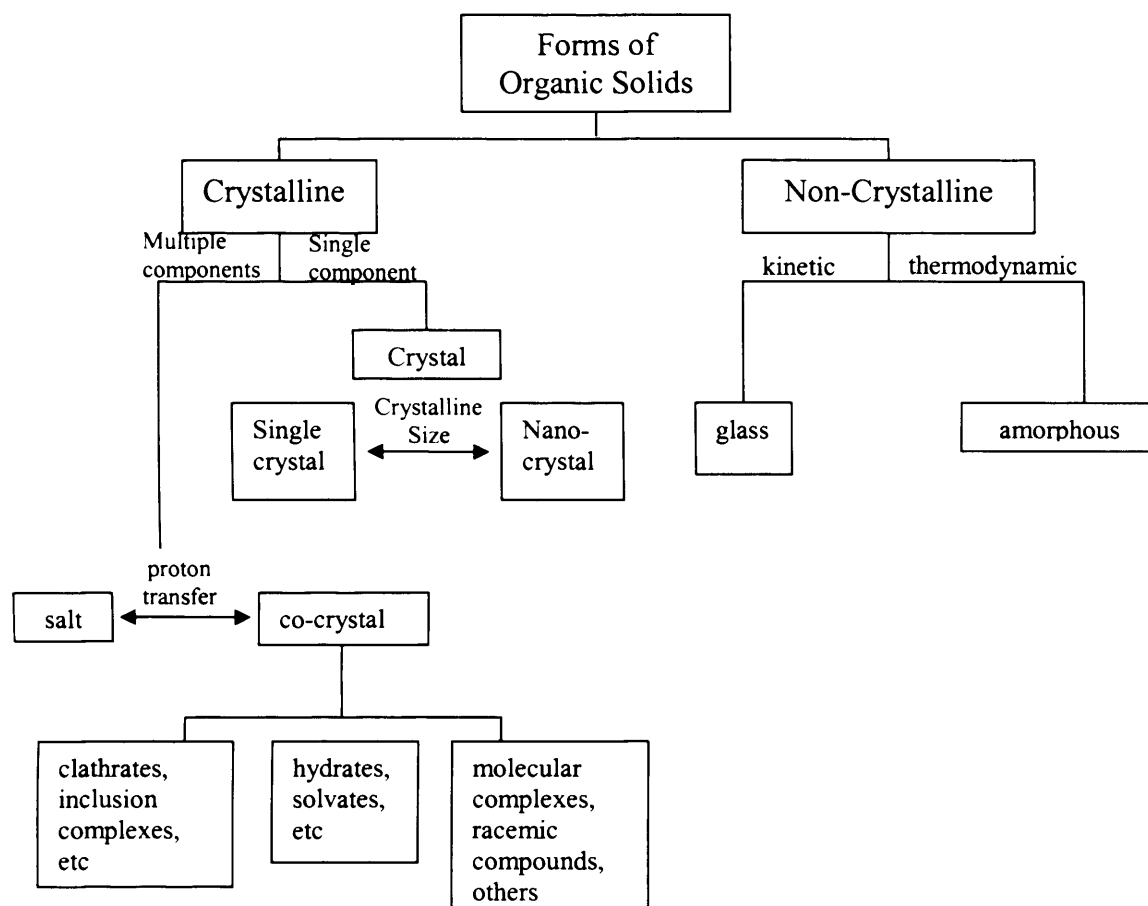 Forms of
Organic Solids
Crystalline
Non-Crystalline
Multiple
components
Single
component
kinetic
thermodynamic
Crystal
Single
crystal
Crystalline
Size
Nano-
crystal
glass
amorphous
proton
transfer
salt
co-crystal
clathrates,
inclusion
complexes,
etc
hydrates,
solvates,
etc
molecular
complexes,
racemic
compounds,
others